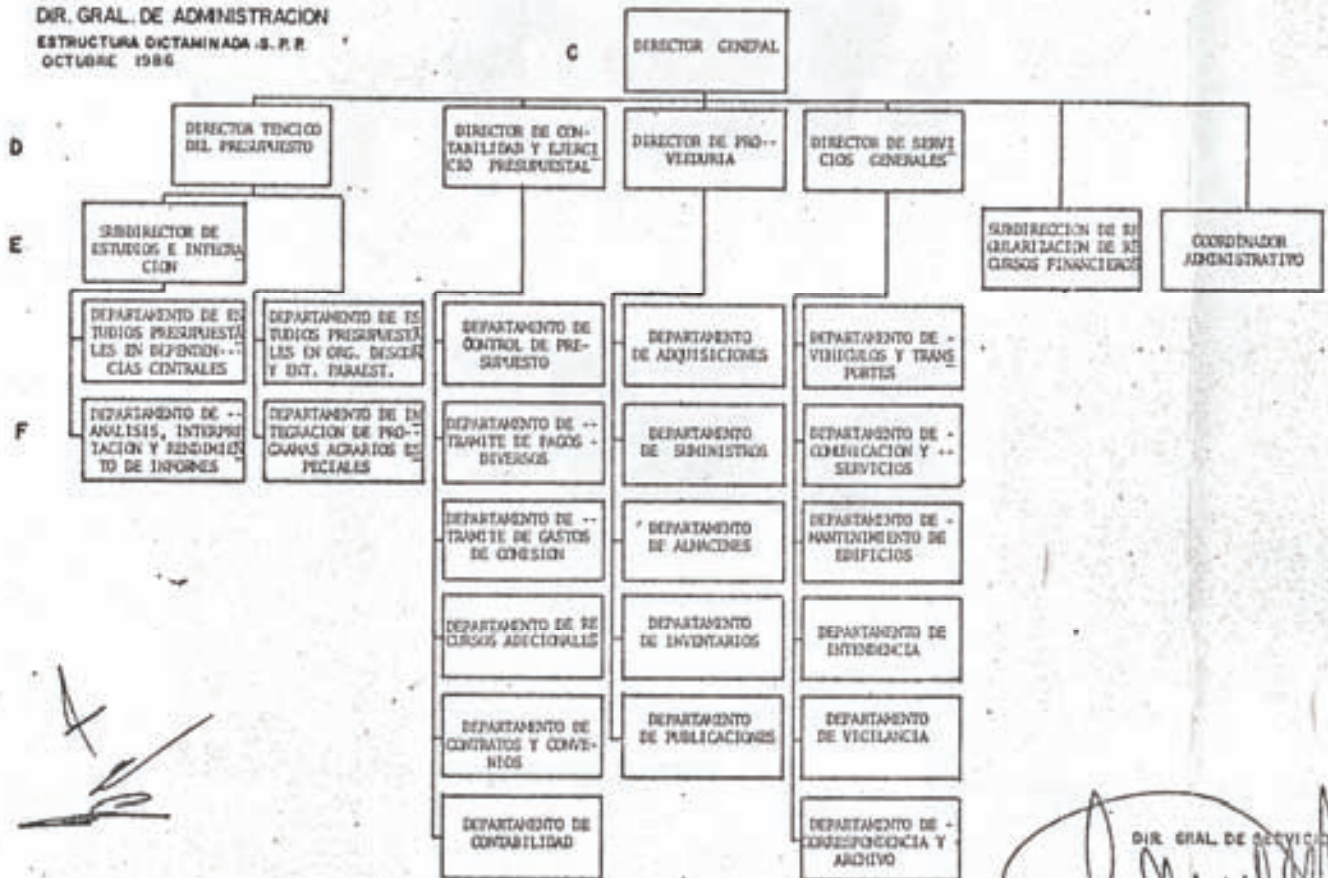 DIR. GRAL. DE ADMINISTRACION
ESTRUCTURA DICTAMINADA .S. P. P.
OCTUBRE 1986
C
DIRECTOR GENERAL
D
DIRECTOR TENCICO
DEL PRESUPUESTO
DIRECTOR DE CON-
TABILIDAD Y EJERCI
CIO PRESUPUESTAL
DIRECTOR DE PRO--
VEEDURIA
DIRECTOR DE SERVI
CIOS GENERALES
E
SUBDIRECTOR DE
ESTUDIOS E INTEGRA
CION
SUBDIRECCION DE RE
GULARIZACION DE RE
CURSOS FINANCIEROS
COORDINADOR
ADMINISTRATIVO
F
DEPARTAMENTO DE ES
TUDIOS PRESUPUESTA
LES EN DEPENDEN---
CIAS CENTRALES
DEPARTAMENTO DE ES
TUDIOS PRESUPUESTA
LES EN ORG. DESCEN
Y ENT. PARAEST.
DEPARTAMENTO DE
CONTROL DE PRE-
SUPUESTO
DEPARTAMENTO
DE ADQUISICIONES
DEPARTAMENTO DE -
VEHICULOS Y TRANS
PORTES
DEPARTAMENTO DE --
ANALISIS, INTERPRE
TACION Y RENDIMIEN
TO DE INFORMES
DEPARTAMENTO DE IN
TEGRACION DE PRO--
GRAMAS AGRARIOS ES
PECIALES
DEPARTAMENTO DE --
TRAMITE DE PAGOS -
DIVERSOS
DEPARTAMENTO
DE SUMINISTROS
DEPARTAMENTO DE -
COMUNICACION Y --
SERVICIOS
DEPARTAMENTO DE --
TRAMITE DE GASTOS
DE COMISION
DEPARTAMENTO
DE ALMACENES
DEPARTAMENTO DE -
MANTENIMIENTO DE
EDIFICIOS
DEPARTAMENTO DE RE
CURSOS ADICIONALES
DEPARTAMENTO
DE INVENTARIOS
DEPARTAMENTO DE
INTENDENCIA
DEPARTAMENTO DE
CONTRATOS Y CONVE-
NIOS
DEPARTAMENTO
DE PUBLICACIONES
DEPARTAMENTO
DE VIGILANCIA
DEPARTAMENTO DE
CONTABILIDAD
DEPARTAMENTO DE -
CORRESPONDENCIA Y -
ARCHIVO
DIR. GRAL. DE SERVICIO